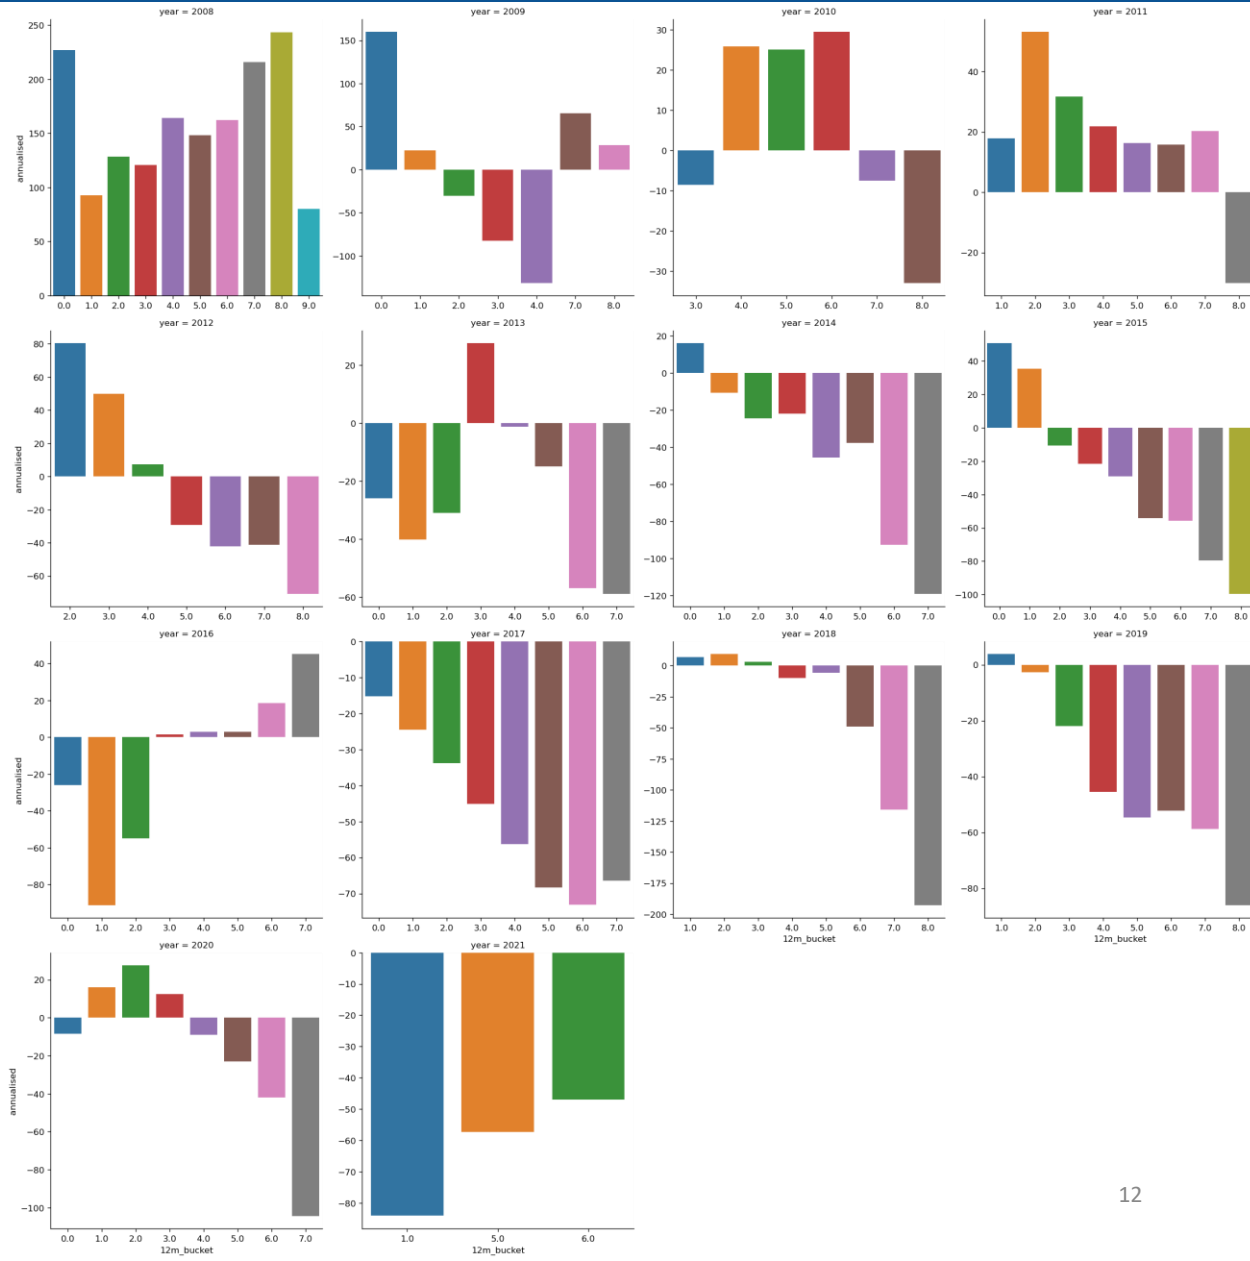 year = 2008
250
200
150
100
50
0
annualised
0.0 1.0 2.0 3.0 4.0 5.0 6.0 7.0 8.0 9.0
year = 2009
150
100
50
0
−50
−100
0.0 1.0 2.0 3.0 4.0 7.0 8.0
year = 2010
30
20
10
0
−10
−20
−30
3.0 4.0 5.0 6.0 7.0 8.0
year = 2011
40
20
0
−20
1.0 2.0 3.0 4.0 5.0 6.0 7.0 8.0
year = 2012
80
60
40
20
0
−20
−40
−60
annualised
2.0 3.0 4.0 5.0 6.0 7.0 8.0
year = 2013
20
0
−20
−40
−60
0.0 1.0 2.0 3.0 4.0 5.0 6.0 7.0
year = 2014
20
0
−20
−40
−60
−80
−100
−120
0.0 1.0 2.0 3.0 4.0 5.0 6.0 7.0
year = 2015
40
20
0
−20
−40
−60
−80
−100
0.0 1.0 2.0 3.0 4.0 5.0 6.0 7.0 8.0
year = 2016
40
20
0
−20
−40
−60
−80
annualised
0.0 1.0 2.0 3.0 4.0 5.0 6.0 7.0
year = 2017
0
−10
−20
−30
−40
−50
−60
−70
0.0 1.0 2.0 3.0 4.0 5.0 6.0 7.0
year = 2018
0
−25
−50
−75
−100
−125
−150
−175
−200
1.0 2.0 3.0 4.0 5.0 6.0 7.0 8.0
12m_bucket
year = 2019
0
−20
−40
−60
−80
1.0 2.0 3.0 4.0 5.0 6.0 7.0 8.0
12m_bucket
year = 2020
20
0
−20
−40
−60
−80
−100
annualised
0.0 1.0 2.0 3.0 4.0 5.0 6.0 7.0
12m_bucket
year = 2021
0
−10
−20
−30
−40
−50
−60
−70
−80
1.0 5.0 6.0
12m_bucket
12